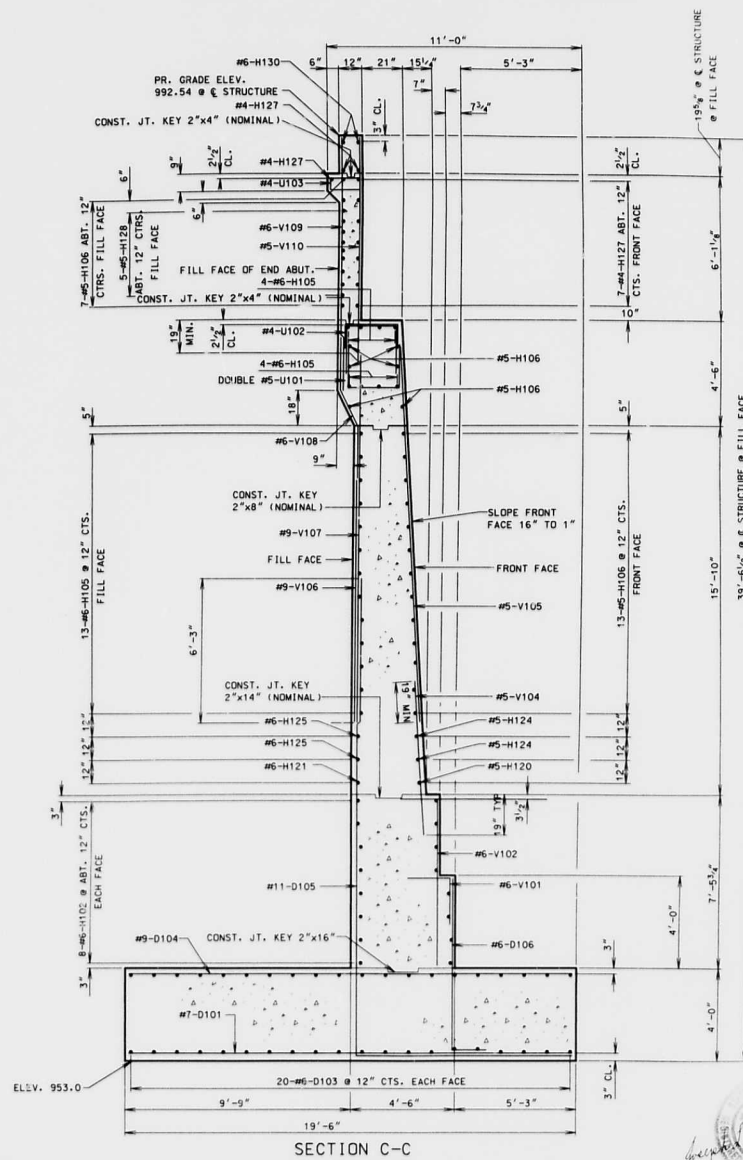 11'-0"
6" 12" 21" 15¼" 5'-3"
7"
7¾"
19⅝" @ ℄ STRUCTURE
@ FILL FACE
#6-H130
PR. GRADE ELEV.
992.54 @ ℄ STRUCTURE
#4-H127
CONST. JT. KEY 2"x4" (NOMINAL)
3" CL.
9"
2½"
CL.
#4-H127
2½"
CL.
#4-U103
6"
6"
7-#5-H106 ABT. 12"
CTRS. FILL FACE
5-#5-H128
ABT. 12" CTRS.
FILL FACE
#6-V109
#5-V110
7-#4-H127 ABT. 12"
CTS. FRONT FACE
6'-1⅛"
FILL FACE OF END ABUT.
4-#6-H105
CONST. JT. KEY 2"x4" (NOMINAL)
10"
19"
MIN.
2½"
CL.
#4-U102
4-#6-H105
#5-H106
4'-6"
DOUBLE #5-U101
#5-H106
18"
5"
5"
#6-V108
9"
CONST. JT. KEY
2"x8" (NOMINAL)
SLOPE FRONT
FACE 16" TO 1"
#9-V107
FILL FACE
FRONT FACE
13-#6-H105 @ 12" CTS.
FILL FACE
13-#5-H106 @ 12" CTS.
FRONT FACE
15'-10"
39'-6¼" @ ℄ STRUCTURE @ FILL FACE
#9-V106
#5-V105
6'-3"
CONST. JT. KEY
2"x14" (NOMINAL)
19" MIN
#5-V104
#6-H125
#5-H124
#6-H125
#5-H124
#6-H121
#5-H120
12" 12" 12"
12" 12" 12"
3"
19" TYP
3½"
#6-V102
#6-V101
8-#6-H102 @ ABT. 12" CTS.
EACH FACE
#11-D105
7'-5¾"
4'-0"
#9-D104
CONST. JT. KEY 2"x16"
#6-D106
3"
3"
#7-D101
4'-0"
ELEV. 953.0
20-#6-D103 @ 12" CTS. EACH FACE
3" CL.
9'-9" 4'-6" 5'-3"
19'-6"
SECTION C-C